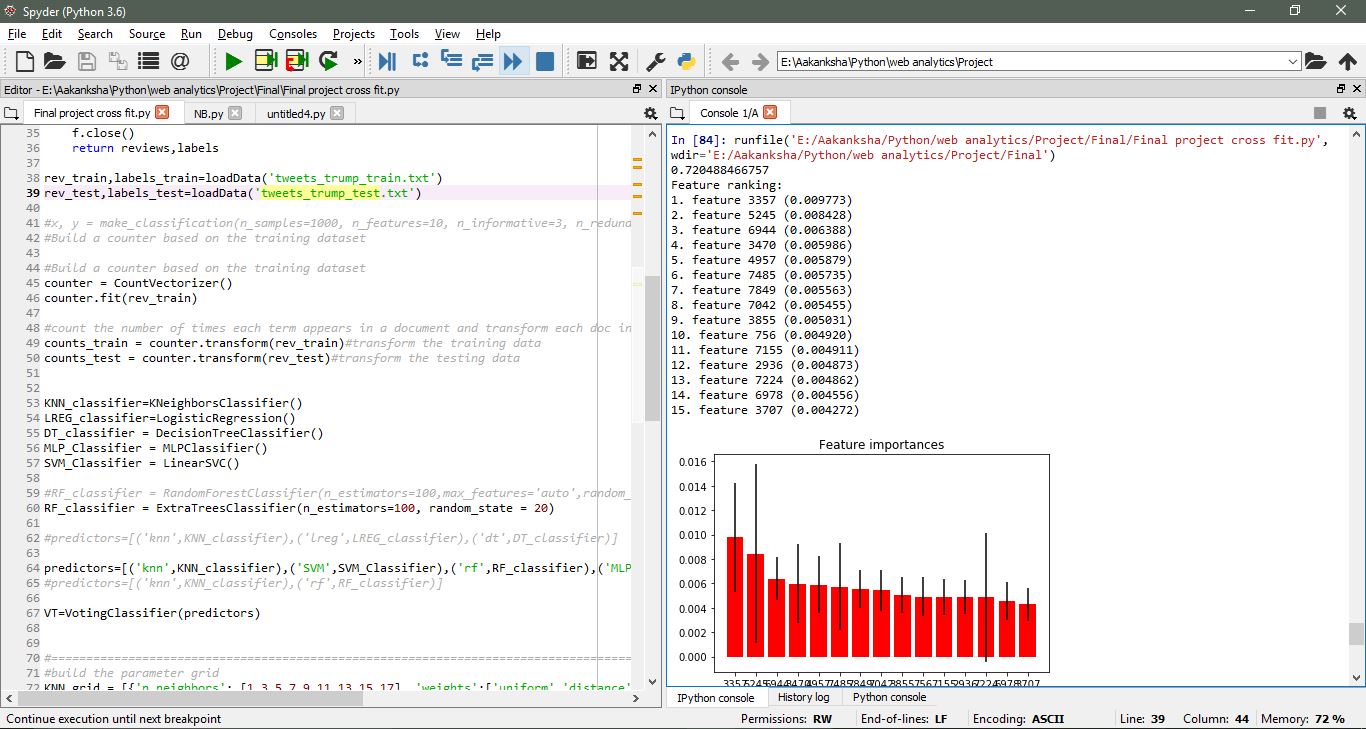 Spyder (Python 3.6)
File Edit Search Source Run Debug Consoles Projects Tools View Help
E:\Aakanksha\Python\web analytics\Project
Editor - E:\Aakanksha\Python\web analytics\Project\Final\Final project cross fit.py
Final project cross fit.py NB.py untitled4.py
35 f.close()
36 return reviews,labels
37
38 rev_train,labels_train=loadData('tweets_trump_train.txt')
39 rev_test,labels_test=loadData('tweets_trump_test.txt')
40
41 #x, y = make_classification(n_samples=1000, n_features=10, n_informative=3, n_redund
42 #Build a counter based on the training dataset
43
44 #Build a counter based on the training dataset
45 counter = CountVectorizer()
46 counter.fit(rev_train)
47
48 #count the number of times each term appears in a document and transform each doc in
49 counts_train = counter.transform(rev_train)#transform the training data
50 counts_test = counter.transform(rev_test)#transform the testing data
51
52
53 KNN_classifier=KNeighborsClassifier()
54 LREG_classifier=LogisticRegression()
55 DT_classifier = DecisionTreeClassifier()
56 MLP_Classifier = MLPClassifier()
57 SVM_Classifier = LinearSVC()
58
59 #RF_classifier = RandomForestClassifier(n_estimators=100,max_features='auto',random_
60 RF_classifier = ExtraTreesClassifier(n_estimators=100, random_state = 20)
61
62 #predictors=[('knn',KNN_classifier),('lreg',LREG_classifier),('dt',DT_classifier)]
63
64 predictors=[('knn',KNN_classifier),('SVM',SVM_Classifier),('rf',RF_classifier),('MLP
65 #predictors=[('knn',KNN_classifier),('rf',RF_classifier)]
66
67 VT=VotingClassifier(predictors)
68
69
70 #=======================================================================================
71 #build the parameter grid
72 KNN_grid = [{'n_neighbors': [1,3,5,7,9,11,13,15,17], 'weights':['uniform','distance'
IPython console
Console 1/A
In [84]: runfile('E:/Aakanksha/Python/web analytics/Project/Final/Final project cross fit.py',
wdir='E:/Aakanksha/Python/web analytics/Project/Final')
0.720488466757
Feature ranking:
1. feature 3357 (0.009773)
2. feature 5245 (0.008428)
3. feature 6944 (0.006388)
4. feature 3470 (0.005986)
5. feature 4957 (0.005879)
6. feature 7485 (0.005735)
7. feature 7849 (0.005563)
8. feature 7042 (0.005455)
9. feature 3855 (0.005031)
10. feature 756 (0.004920)
11. feature 7155 (0.004911)
12. feature 2936 (0.004873)
13. feature 7224 (0.004862)
14. feature 6978 (0.004556)
15. feature 3707 (0.004272)
Feature importances
0.016
0.014
0.012
0.010
0.008
0.006
0.004
0.002
0.000
3357 5245 6944 3470 4957 7485 7849 7042 3855 756 7155 2936 7224 6978 3707
IPython console History log Python console
Continue execution until next breakpoint Permissions: RW End-of-lines: LF Encoding: ASCII Line: 39 Column: 44 Memory: 72 %